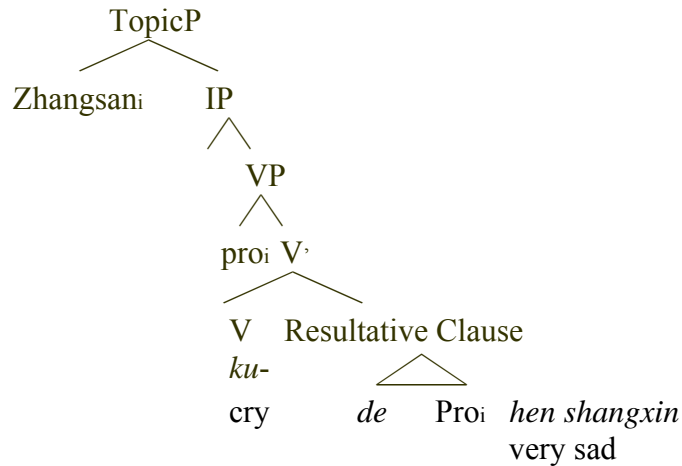 TopicP
Zhangsani IP
VP
proi V’
V Resultative Clause
ku-
cry de Proi hen shangxin
very sad